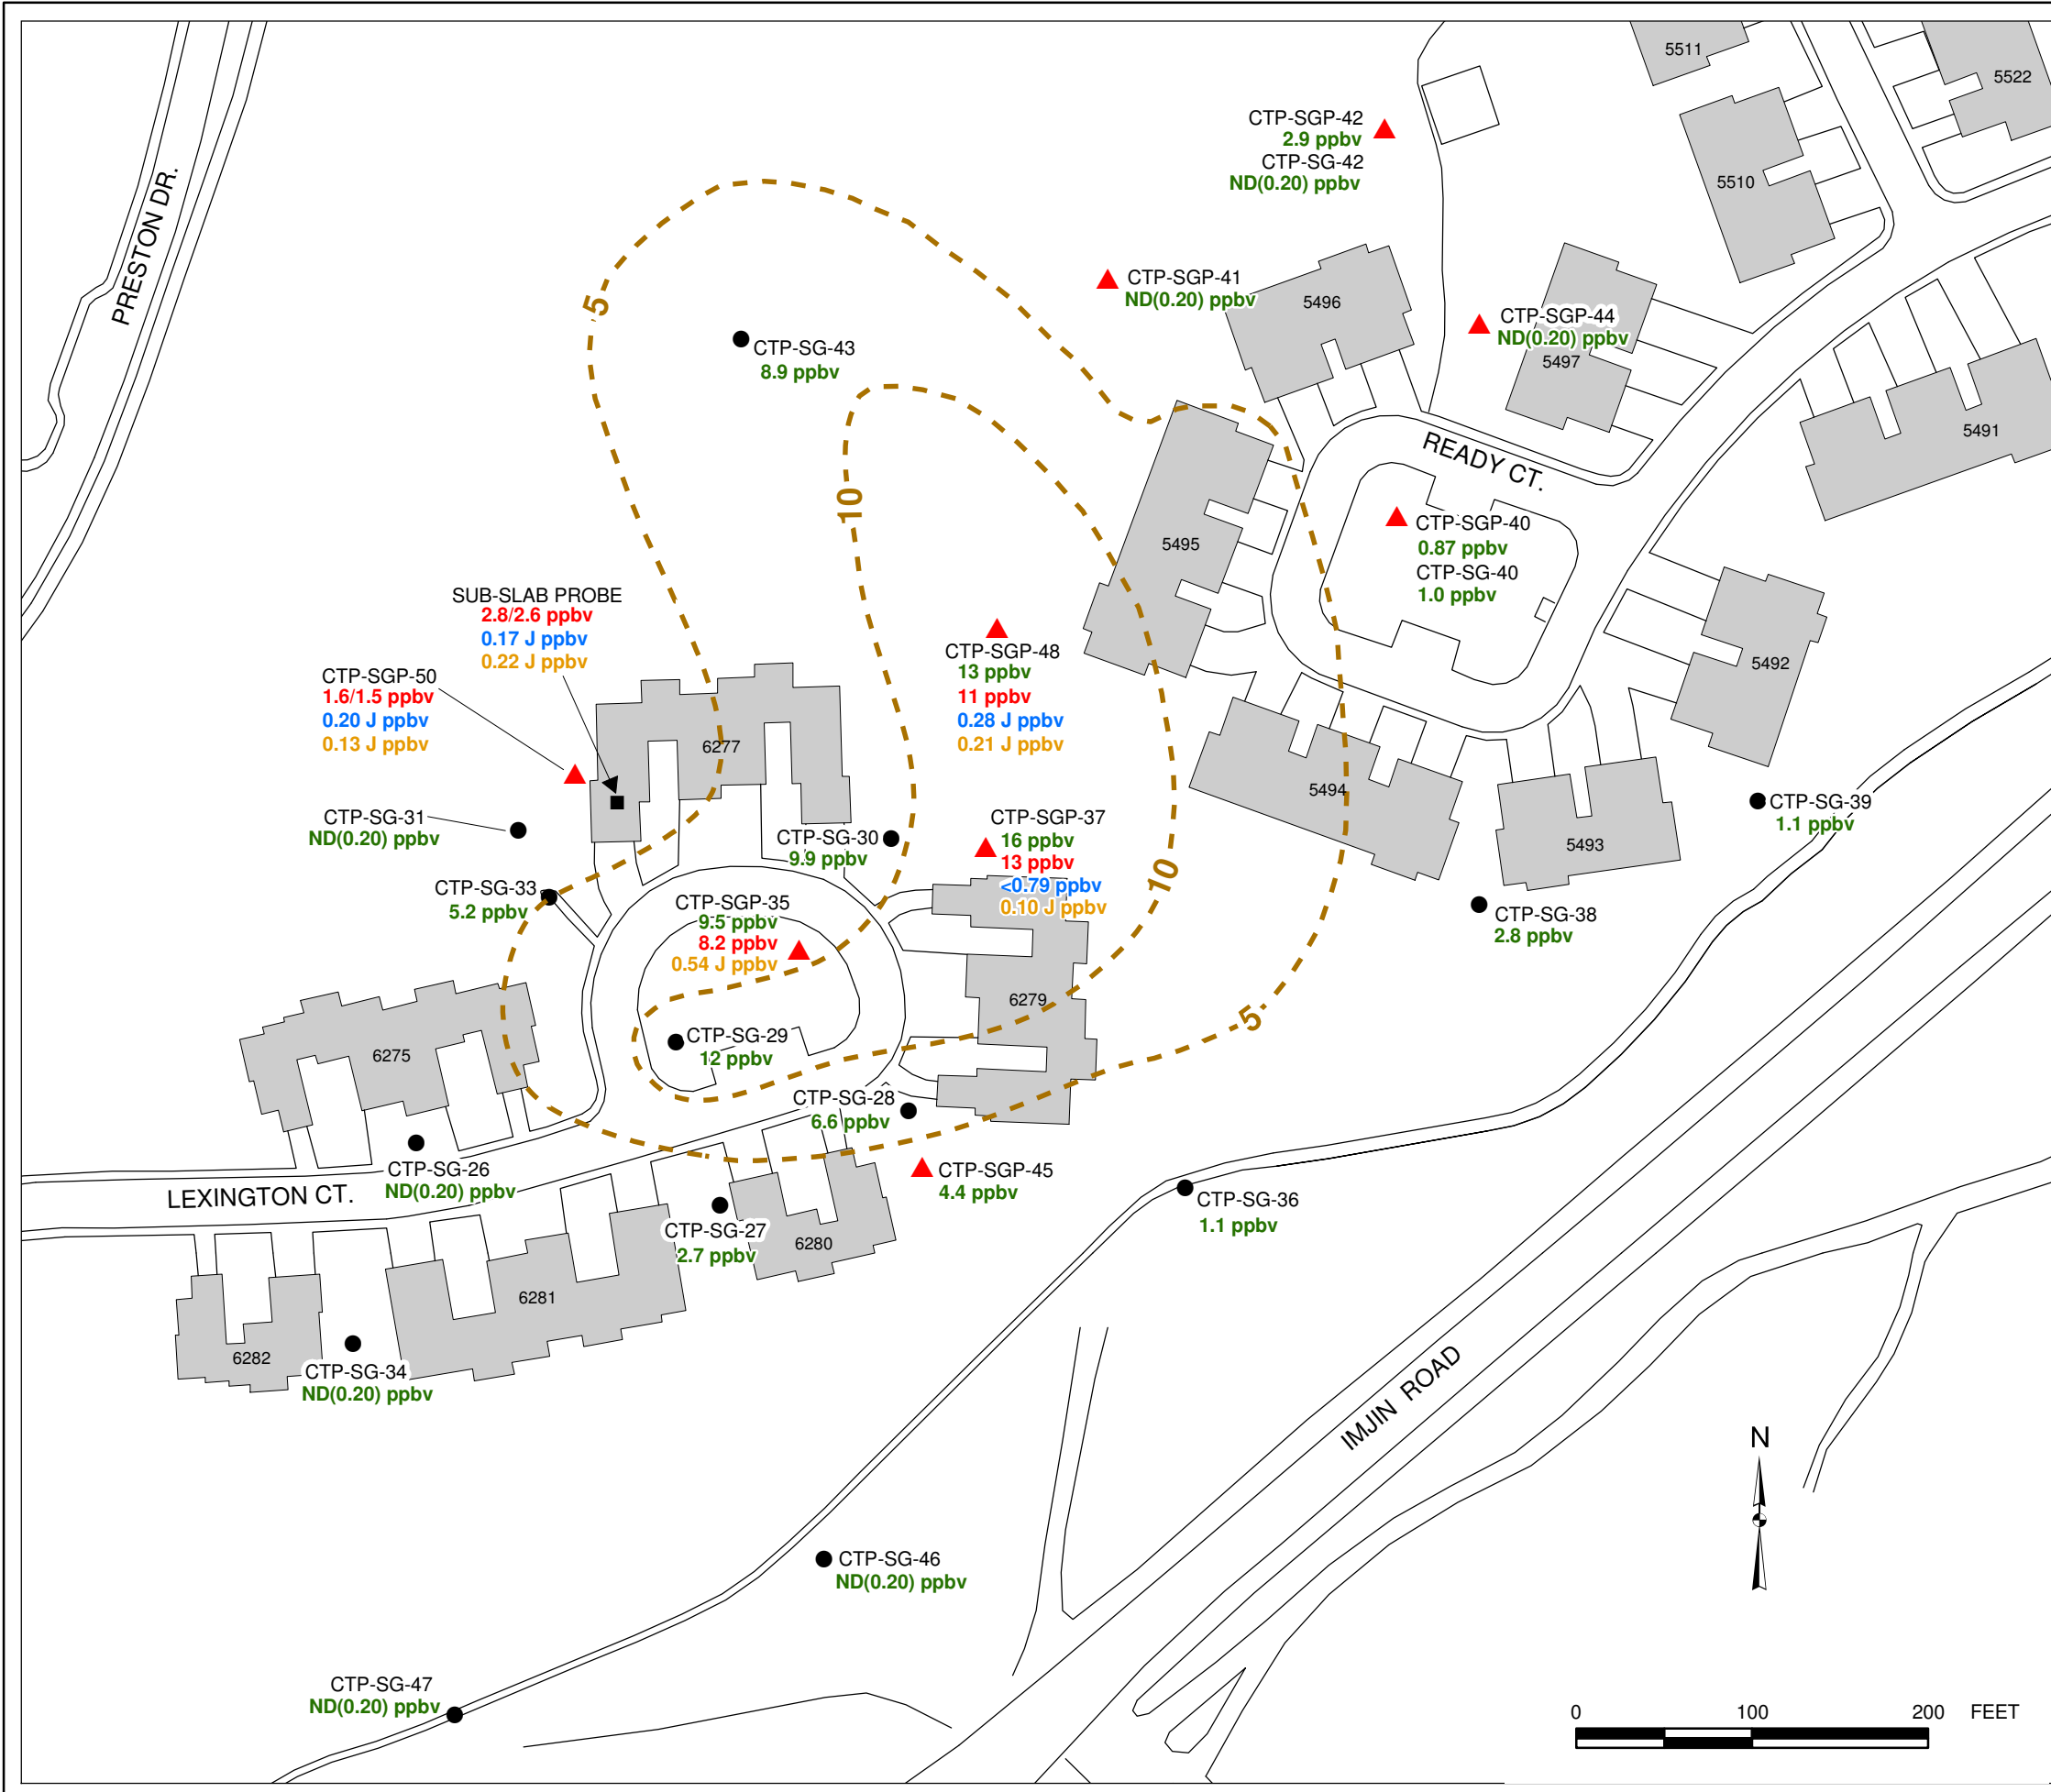 5511
5522
CTP-SGP-42
2.9 ppbv
CTP-SG-42
ND(0.20) ppbv
5510
PRESTON DR.
CTP-SGP-41
ND(0.20) ppbv
5496
5
CTP-SGP-44
ND(0.20) ppbv
5497
CTP-SG-43
8.9 ppbv
5491
READY CT.
10
CTP-SGP-40
0.87 ppbv
CTP-SG-40
1.0 ppbv
5495
SUB-SLAB PROBE
2.8/2.6 ppbv
0.17 J ppbv
0.22 J ppbv
CTP-SGP-48
13 ppbv
11 ppbv
0.28 J ppbv
0.21 J ppbv
5492
CTP-SGP-50
1.6/1.5 ppbv
0.20 J ppbv
0.13 J ppbv
6277
5494
CTP-SG-39
1.1 ppbv
CTP-SG-31
ND(0.20) ppbv
CTP-SG-30
9.9 ppbv
CTP-SGP-37
16 ppbv
13 ppbv
<0.79 ppbv
0.10 J ppbv
5493
10
CTP-SG-33
5.2 ppbv
CTP-SGP-35
9.5 ppbv
8.2 ppbv
0.54 J ppbv
CTP-SG-38
2.8 ppbv
6279
5
CTP-SG-29
12 ppbv
6275
CTP-SG-28
6.6 ppbv
CTP-SG-26
ND(0.20) ppbv
CTP-SGP-45
4.4 ppbv
LEXINGTON CT.
CTP-SG-36
1.1 ppbv
CTP-SG-27
2.7 ppbv
6280
6281
6282
CTP-SG-34
ND(0.20) ppbv
IMJIN ROAD
N
CTP-SG-46
ND(0.20) ppbv
CTP-SG-47
ND(0.20) ppbv
0 100 200 FEET